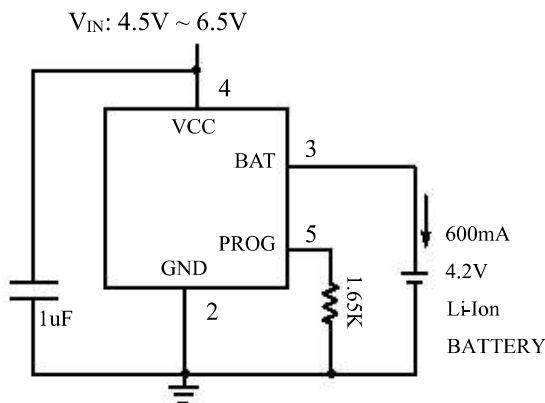 VIN: 4.5V ~ 6.5V
4
VCC
BAT
3
PROG
5
GND
2
1uF
1.65K
600mA
4.2V
Li-Ion
BATTERY